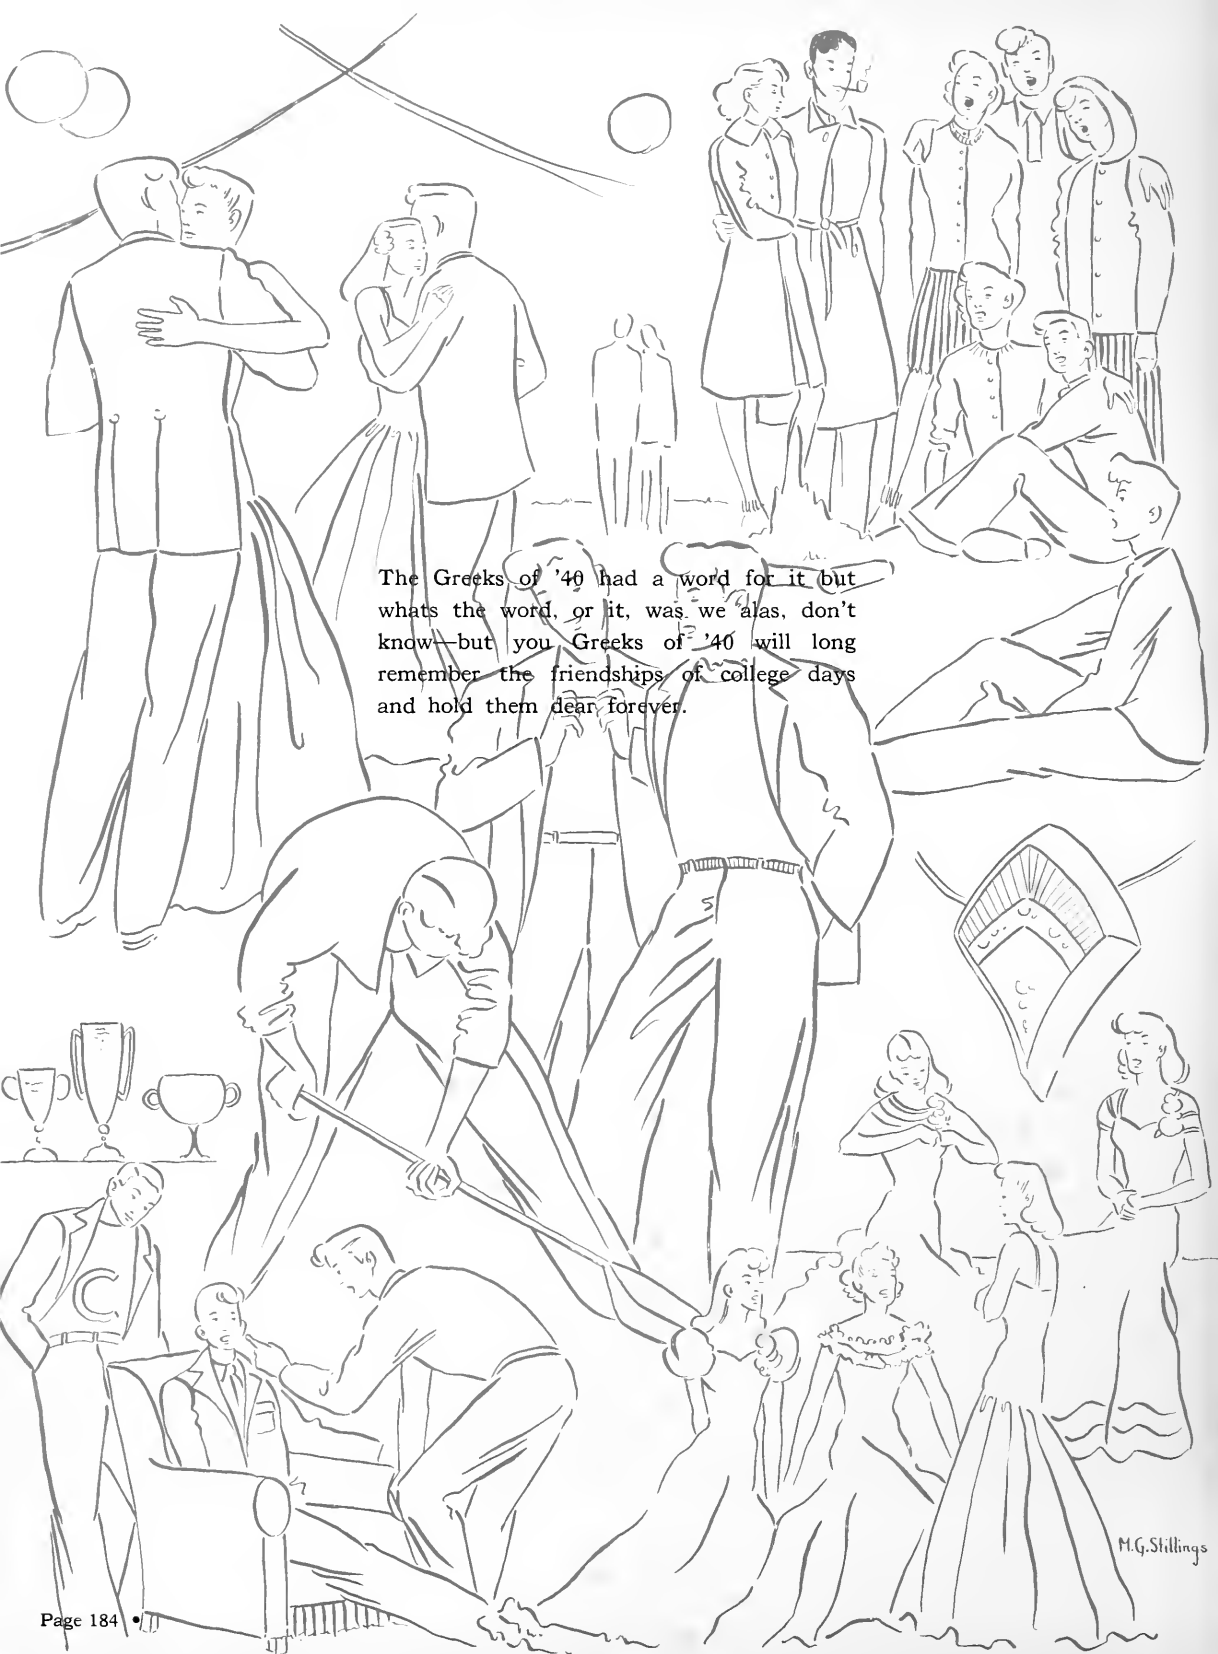 The Greeks of '40 had a word for it but
whats the word, or it, was we alas, don't
know—but you Greeks of '40 will long
remember the friendships of college days
and hold them dear forever.
C
M.G.Stillings
Page 184 •